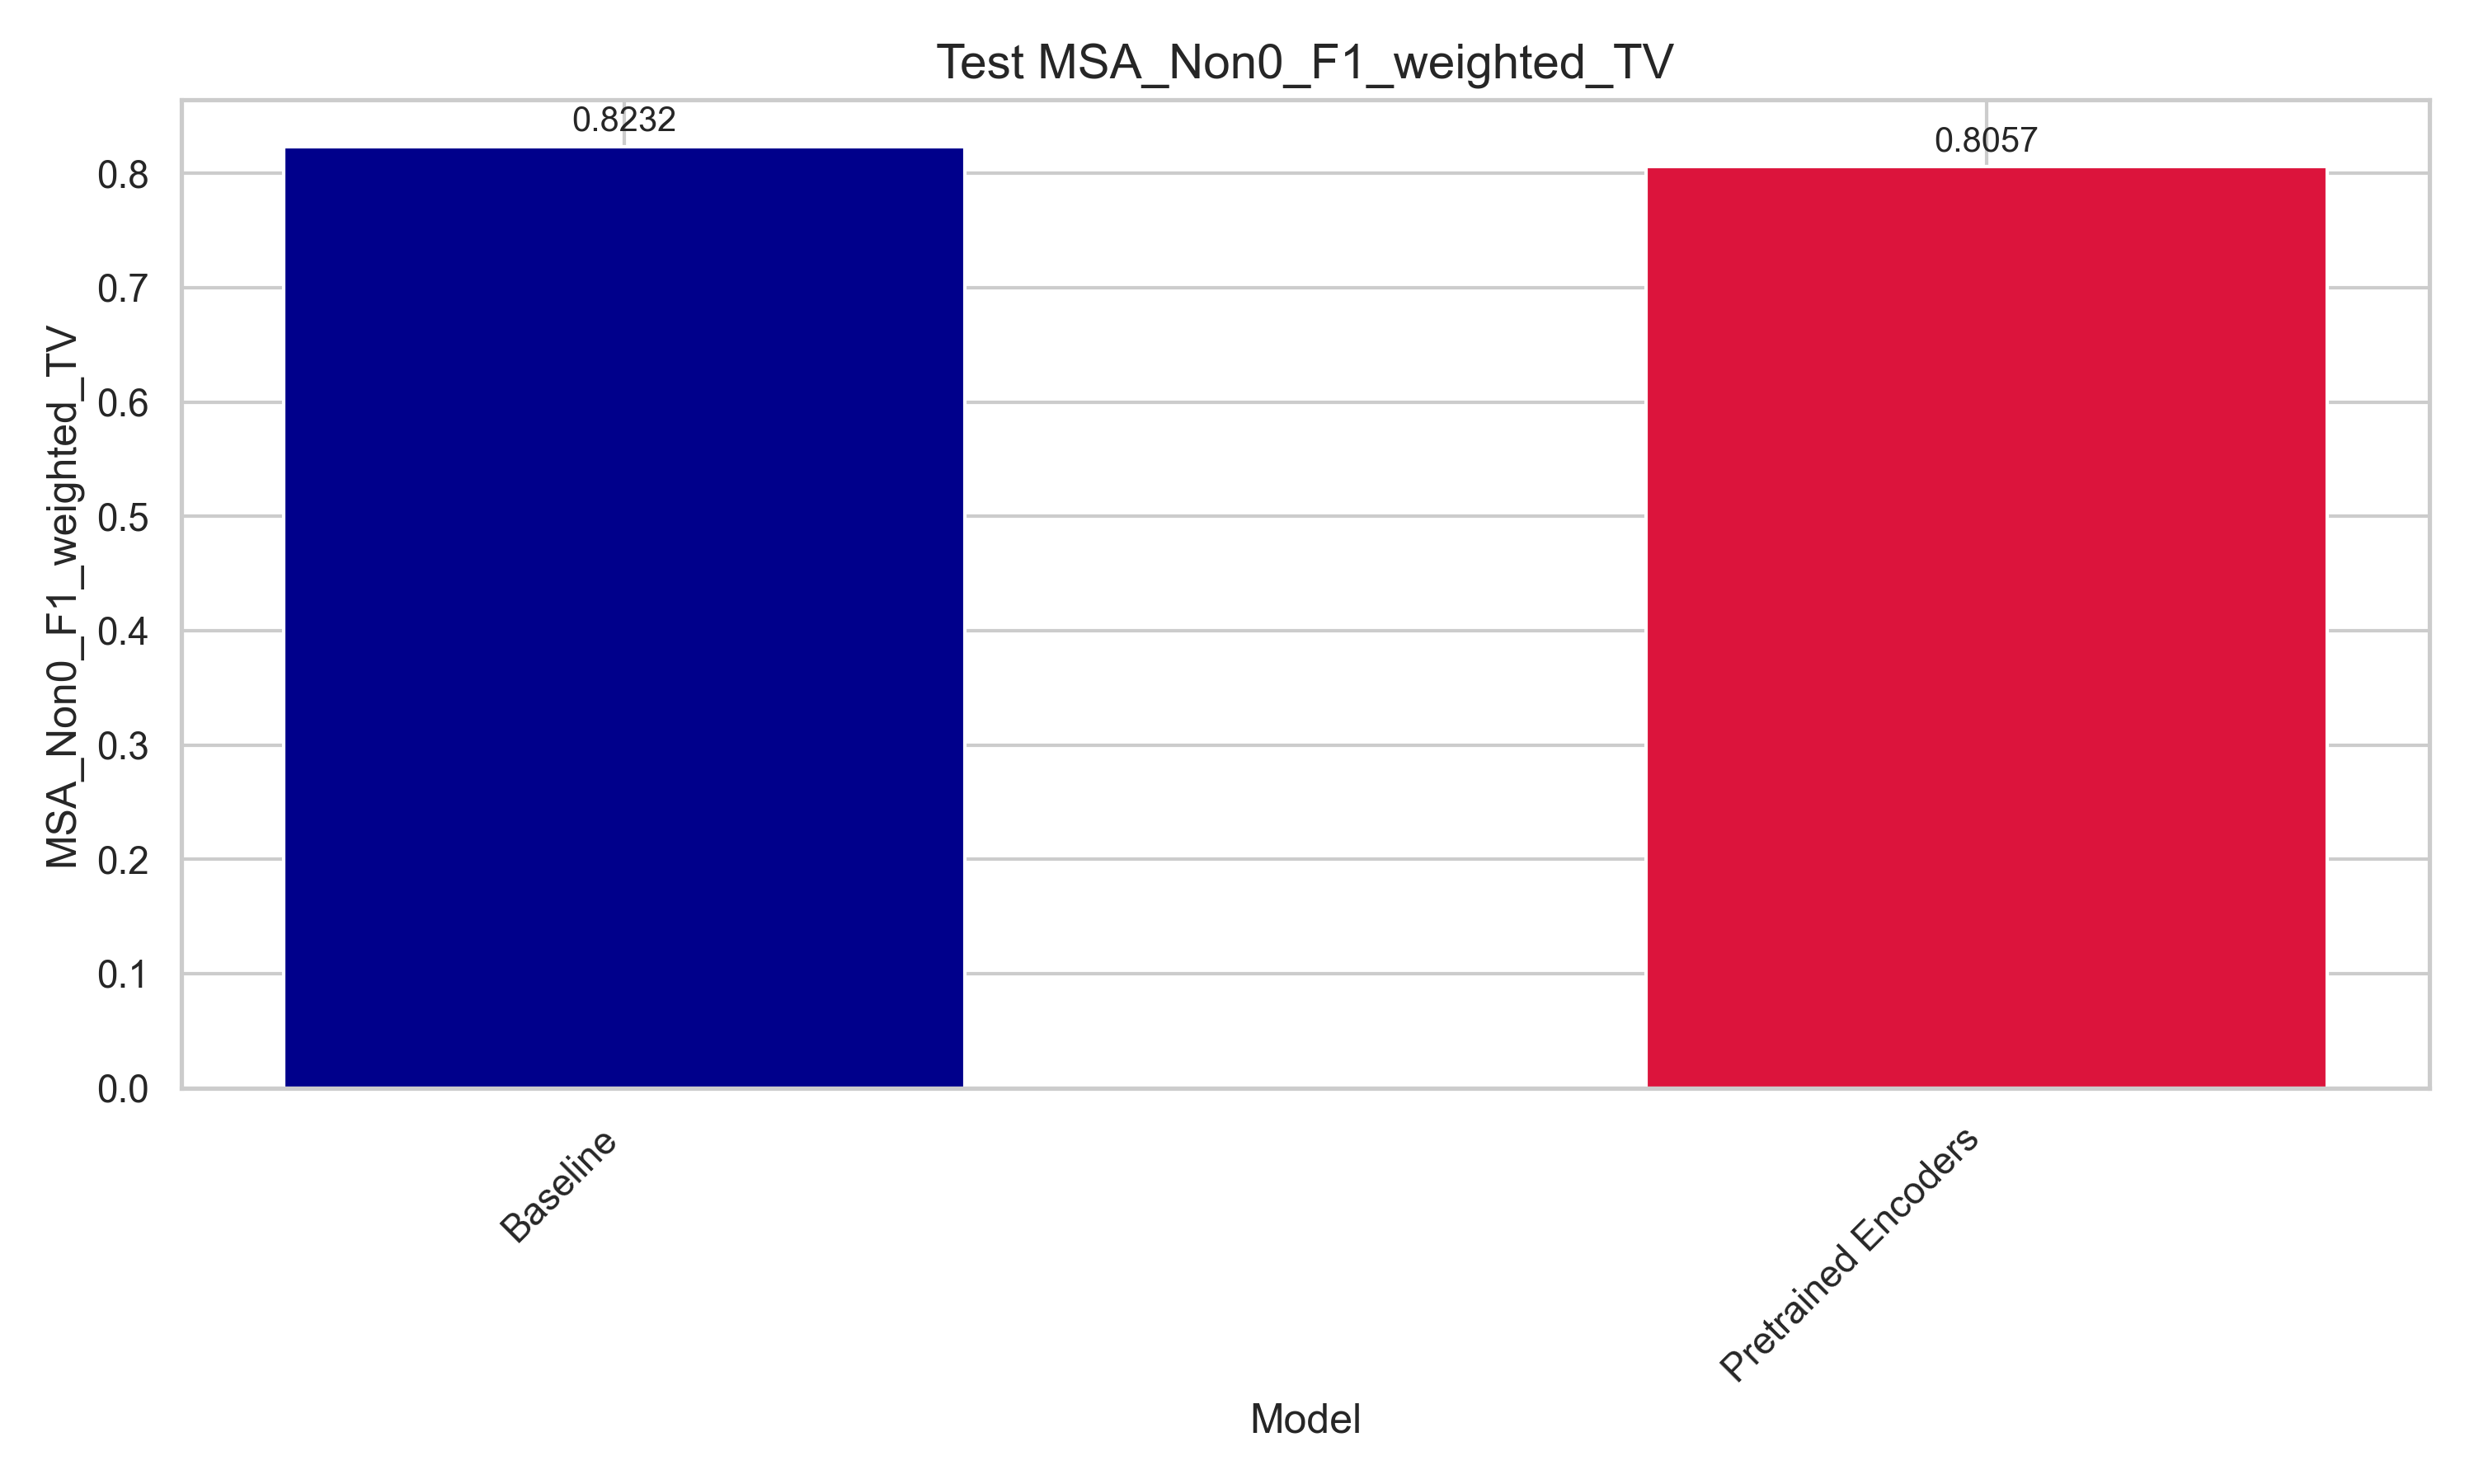 Test MSA_Non0_F1_weighted_TV
0.8232
0.8057
MSA_Non0_F1_weighted_TV
0.8
0.7
0.6
0.5
0.4
0.3
0.2
0.1
0.0
Baseline
Pretrained Encoders
Model